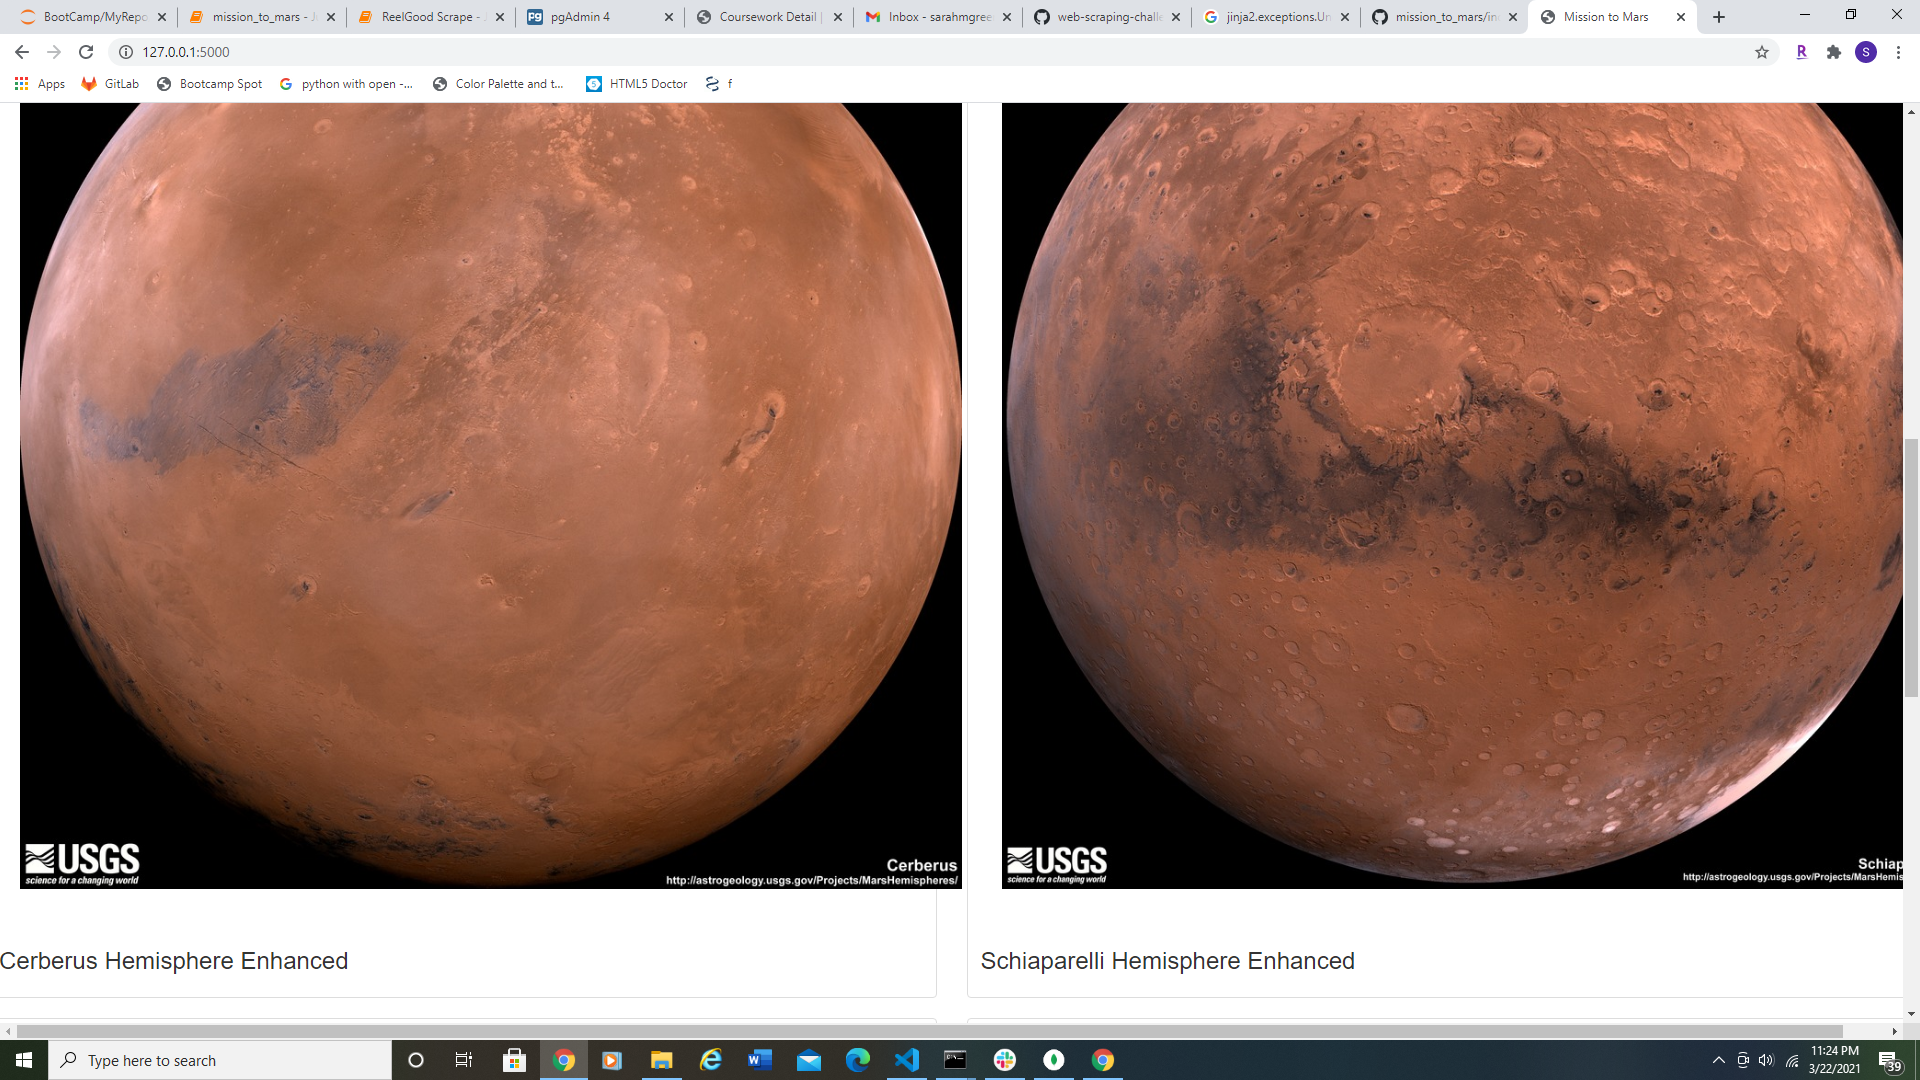 BootCamp/MyRepo
mission_to_mars - J
ReelGood Scrape - J
pgAdmin 4
Coursework Detail
Inbox - sarahmgree
web-scraping-challe
jinja2.exceptions.Un
mission_to_mars/in
Mission to Mars
127.0.0.1:5000
R
S
Apps
GitLab
Bootcamp Spot
python with open -...
Color Palette and t...
HTML5 Doctor
f
USGS
science for a changing world
Cerberus
http://astrogeology.usgs.gov/Projects/MarsHemispheres/
USGS
science for a changing world
Schiap
http://astrogeology.usgs.gov/Projects/MarsHemis
Cerberus Hemisphere Enhanced
Schiaparelli Hemisphere Enhanced
Type here to search
11:24 PM
3/22/2021
39